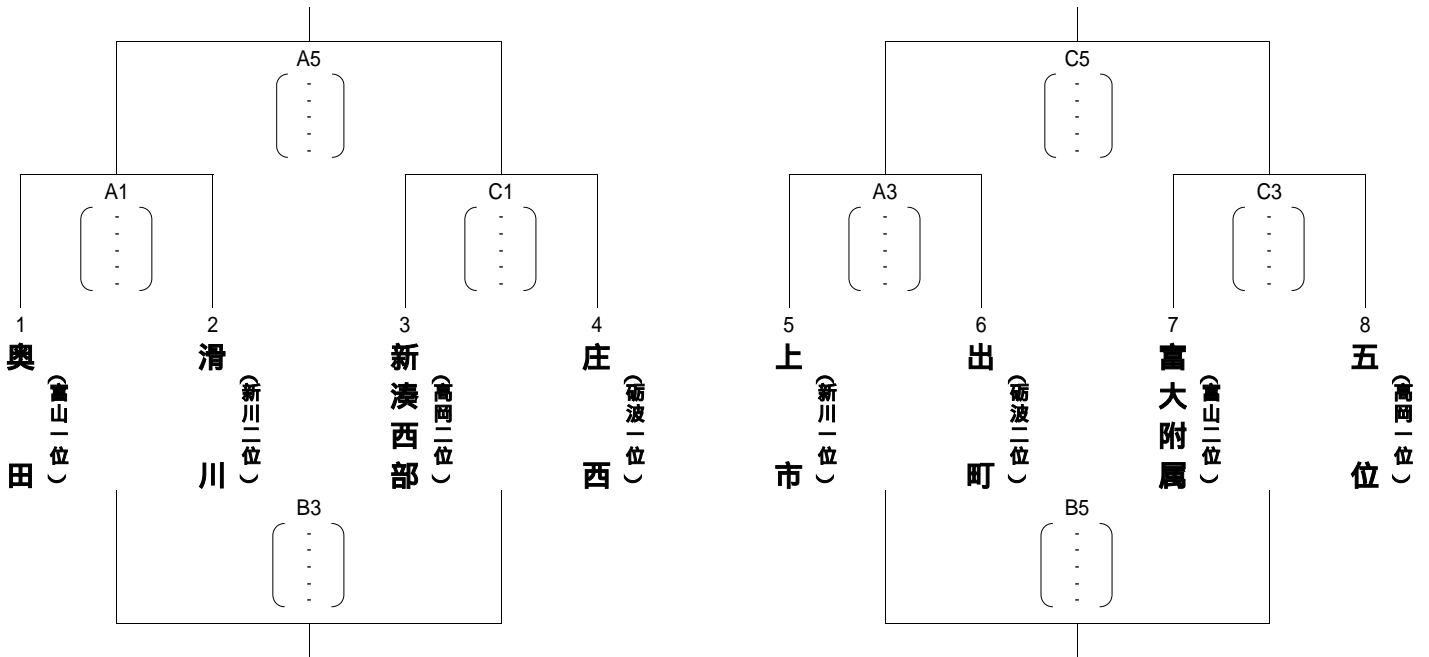 A5
C5
A1
C1
A3
C3
1
2
3
4
5
6
7
8
奥田
(富山一位)
滑川
(新川二位)
新湊西部
(高岡二位)
庄西
(砺波一位)
上市
(新川一位)
出町
(砺波二位)
富大附属
(富山二位)
五位
(高岡一位)
B3
B5